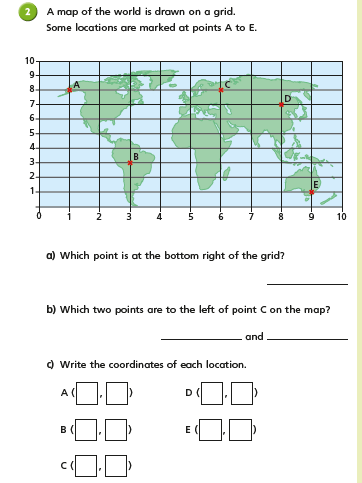 2 A map of the world is drawn on a grid.
Some locations are marked at points A to E.
10
9
8
7
6
5
4
3
2
1
A
C
D
B
E
0 1 2 3 4 5 6 7 8 9 10
a) Which point is at the bottom right of the grid?
b) Which two points are to the left of point C on the map?
and
c) Write the coordinates of each location.
A ( , ) D ( , )
B ( , ) E ( , )
C ( , )